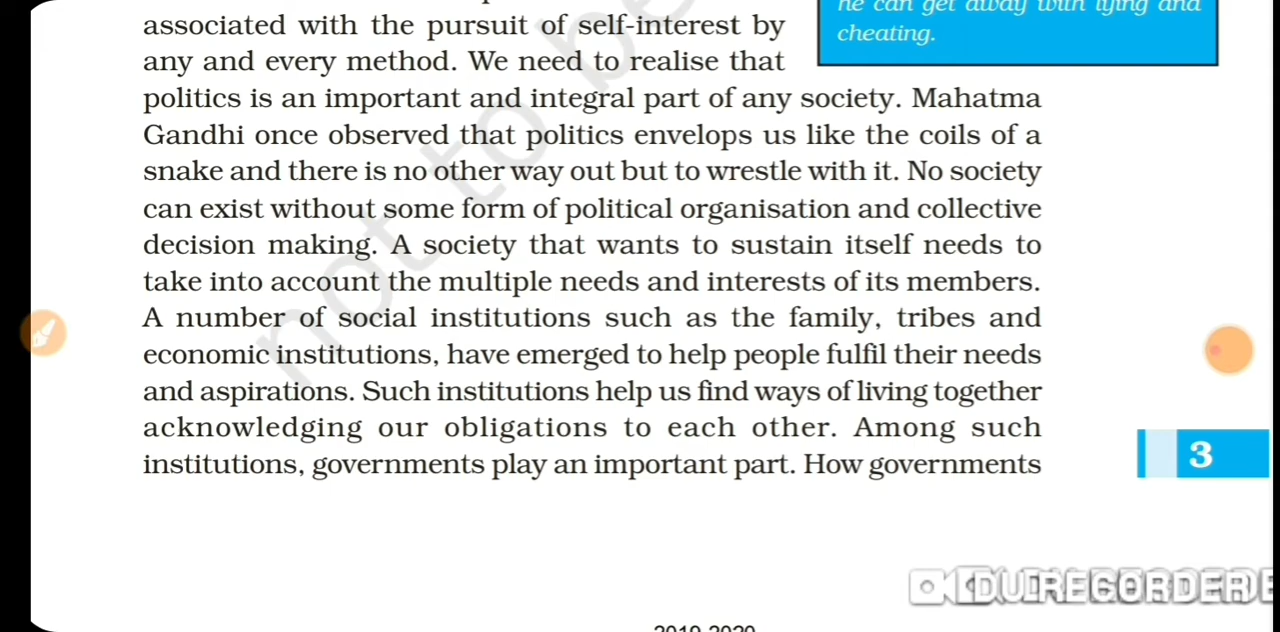 he can get away with lying and
cheating.
associated with the pursuit of self-interest by
any and every method. We need to realise that
politics is an important and integral part of any society. Mahatma
Gandhi once observed that politics envelops us like the coils of a
snake and there is no other way out but to wrestle with it. No society
can exist without some form of political organisation and collective
decision making. A society that wants to sustain itself needs to
take into account the multiple needs and interests of its members.
A number of social institutions such as the family, tribes and
economic institutions, have emerged to help people fulfil their needs
and aspirations. Such institutions help us find ways of living together
acknowledging our obligations to each other. Among such
institutions, governments play an important part. How governments
3
not to be
2019-2020